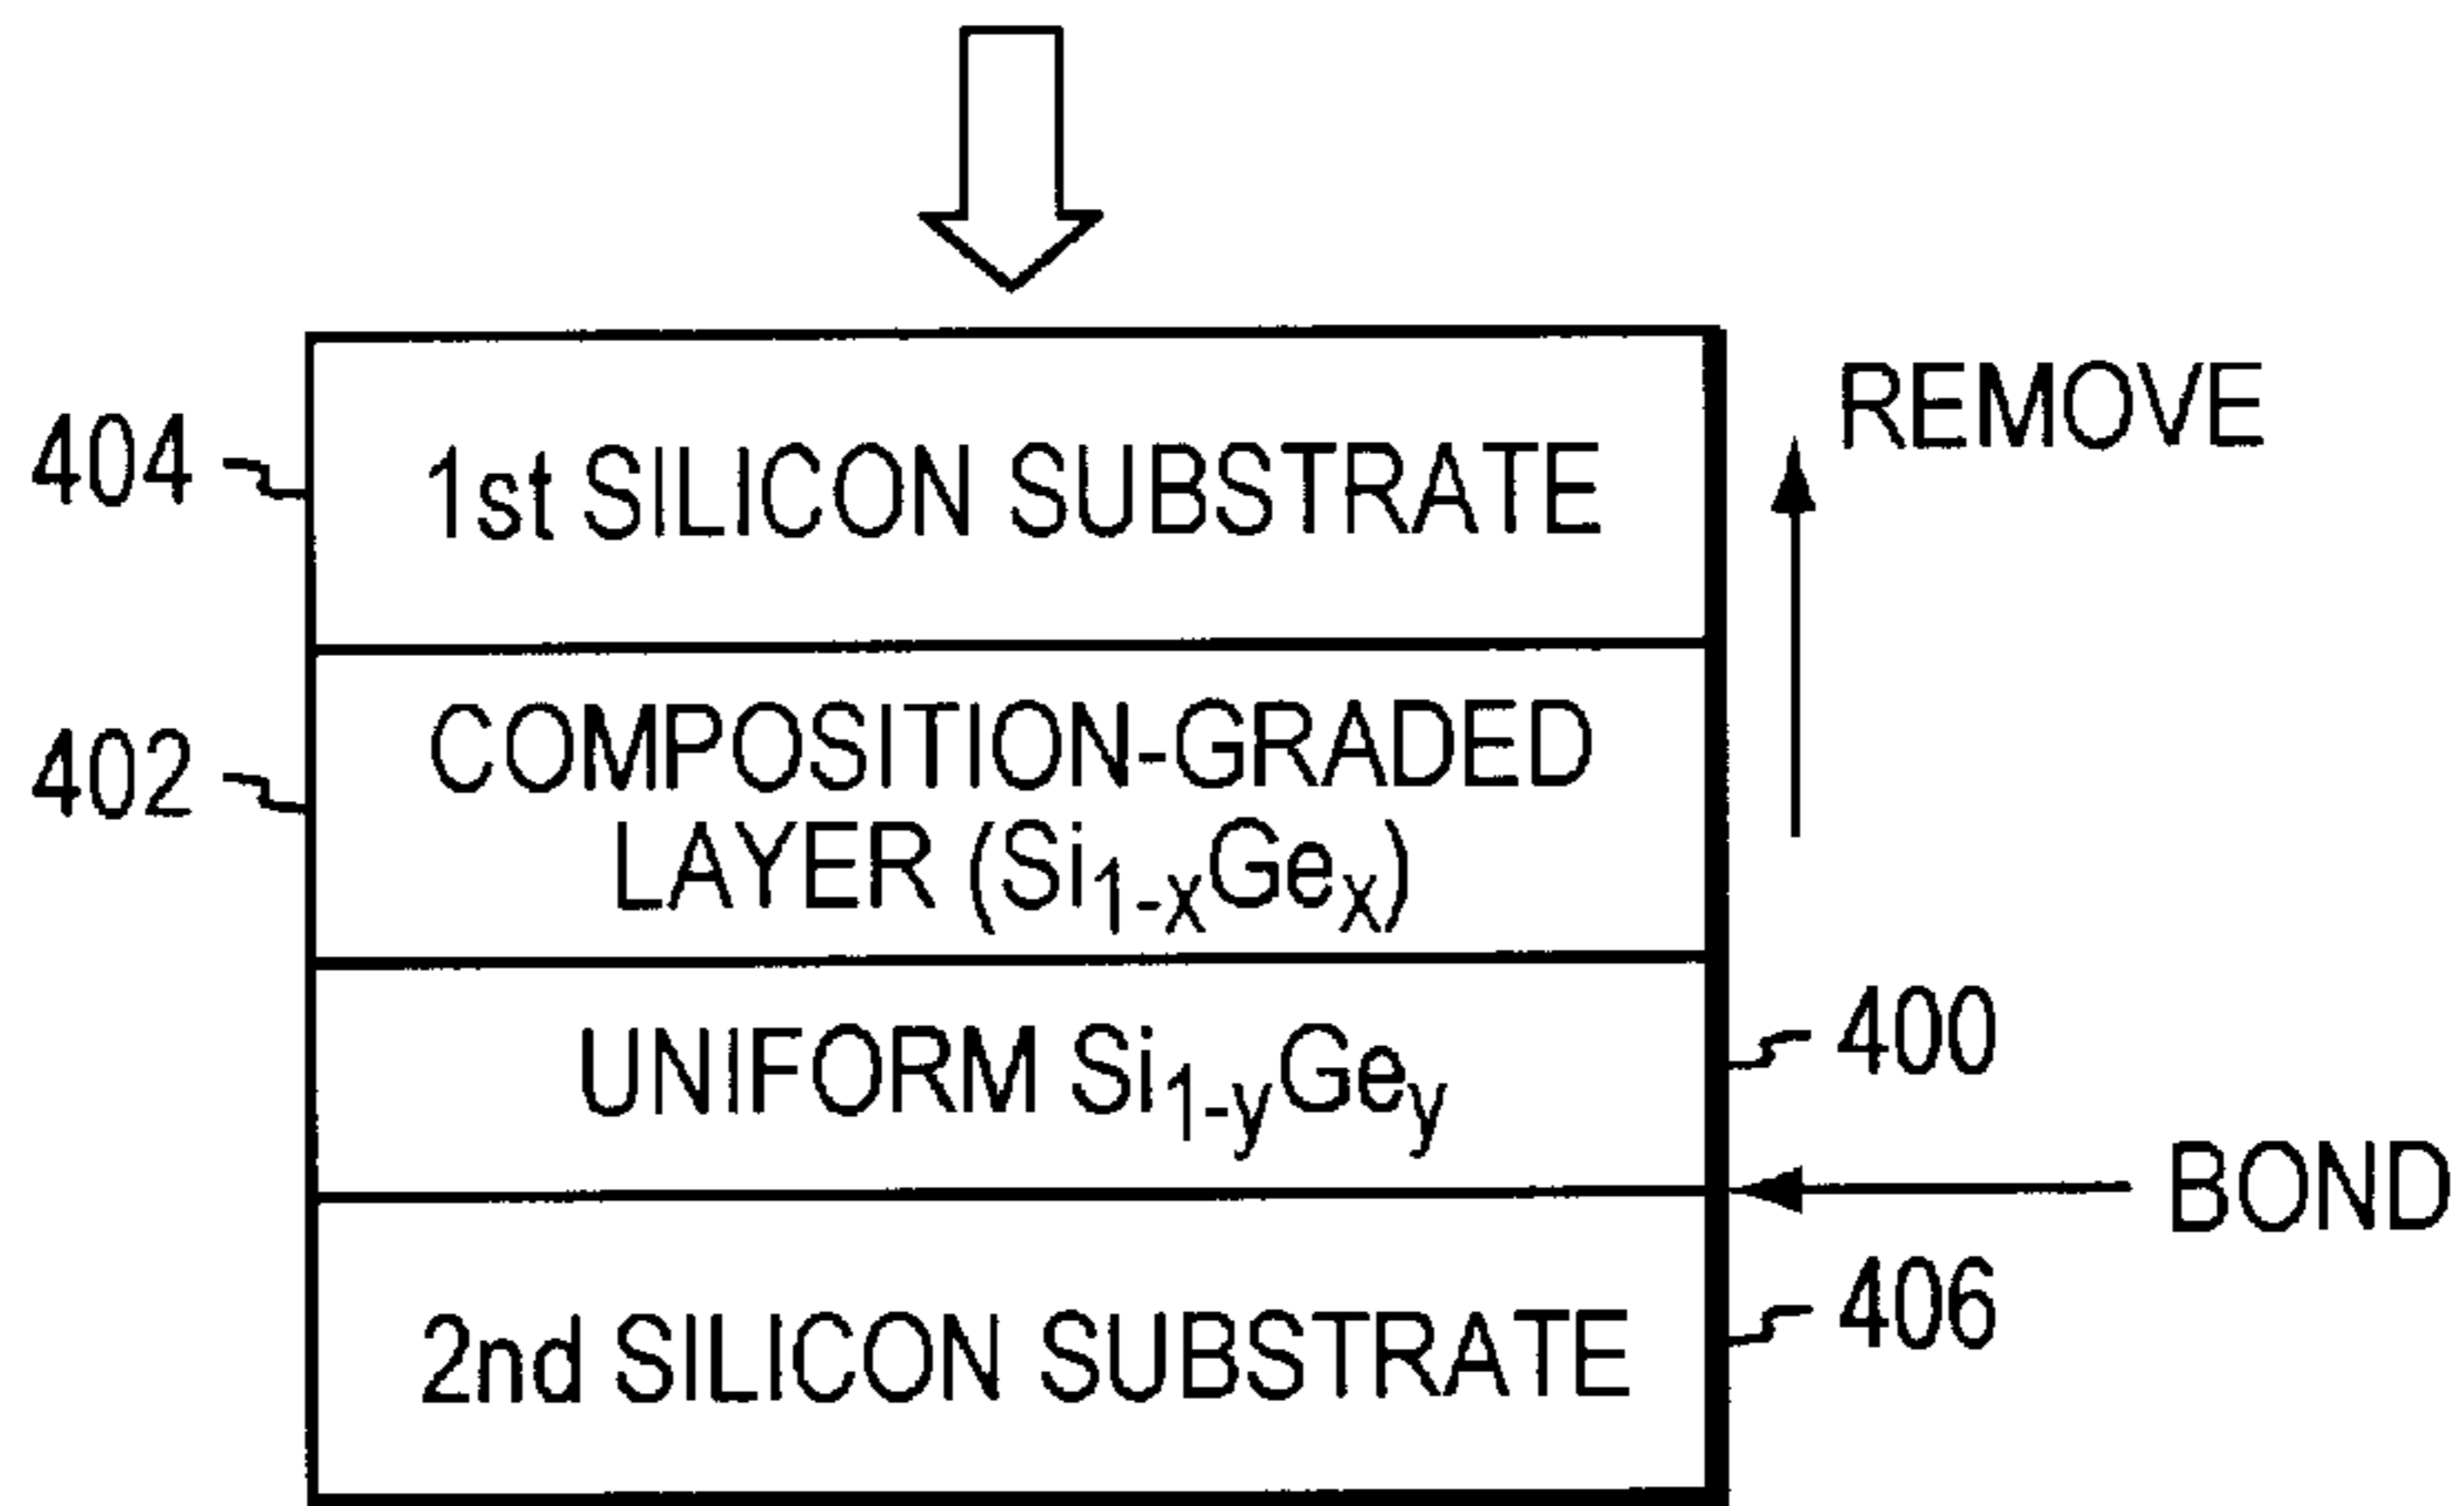 REMOVE
404
1st SILICON SUBSTRATE
402
COMPOSITION-GRADED
LAYER (Si1-xGex)
400
UNIFORM Si1-yGey
BOND
406
2nd SILICON SUBSTRATE